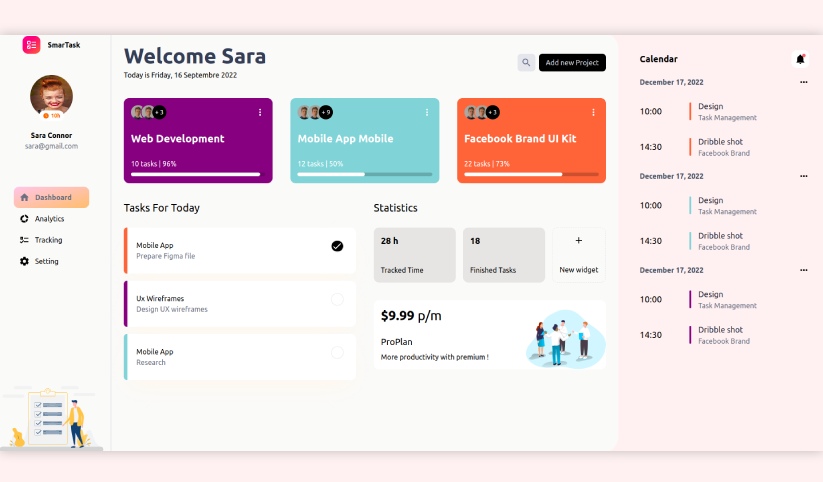 SmarTask
10h
Sara Connor
sara@gmail.com
Dashboard
Analytics
Tracking
Setting
Welcome Sara
Today is Friday, 16 Septembre 2022
Add new Project
+ 3
Web Development
10 tasks | 96%
+ 9
Mobile App Mobile
12 tasks | 50%
+ 3
Facebook Brand UI Kit
22 tasks | 73%
Tasks For Today
Mobile App
Prepare Figma file
Ux Wireframes
Design UX wireframes
Mobile App
Research
Statistics
28 h
Tracked Time
18
Finished Tasks
+
New widget
$9.99 p/m
ProPlan
More productivity with premium !
Calendar
December 17, 2022
10:00
Design
Task Management
14:30
Dribble shot
Facebook Brand
December 17, 2022
10:00
Design
Task Management
14:30
Dribble shot
Facebook Brand
December 17, 2022
10:00
Design
Task Management
14:30
Dribble shot
Facebook Brand